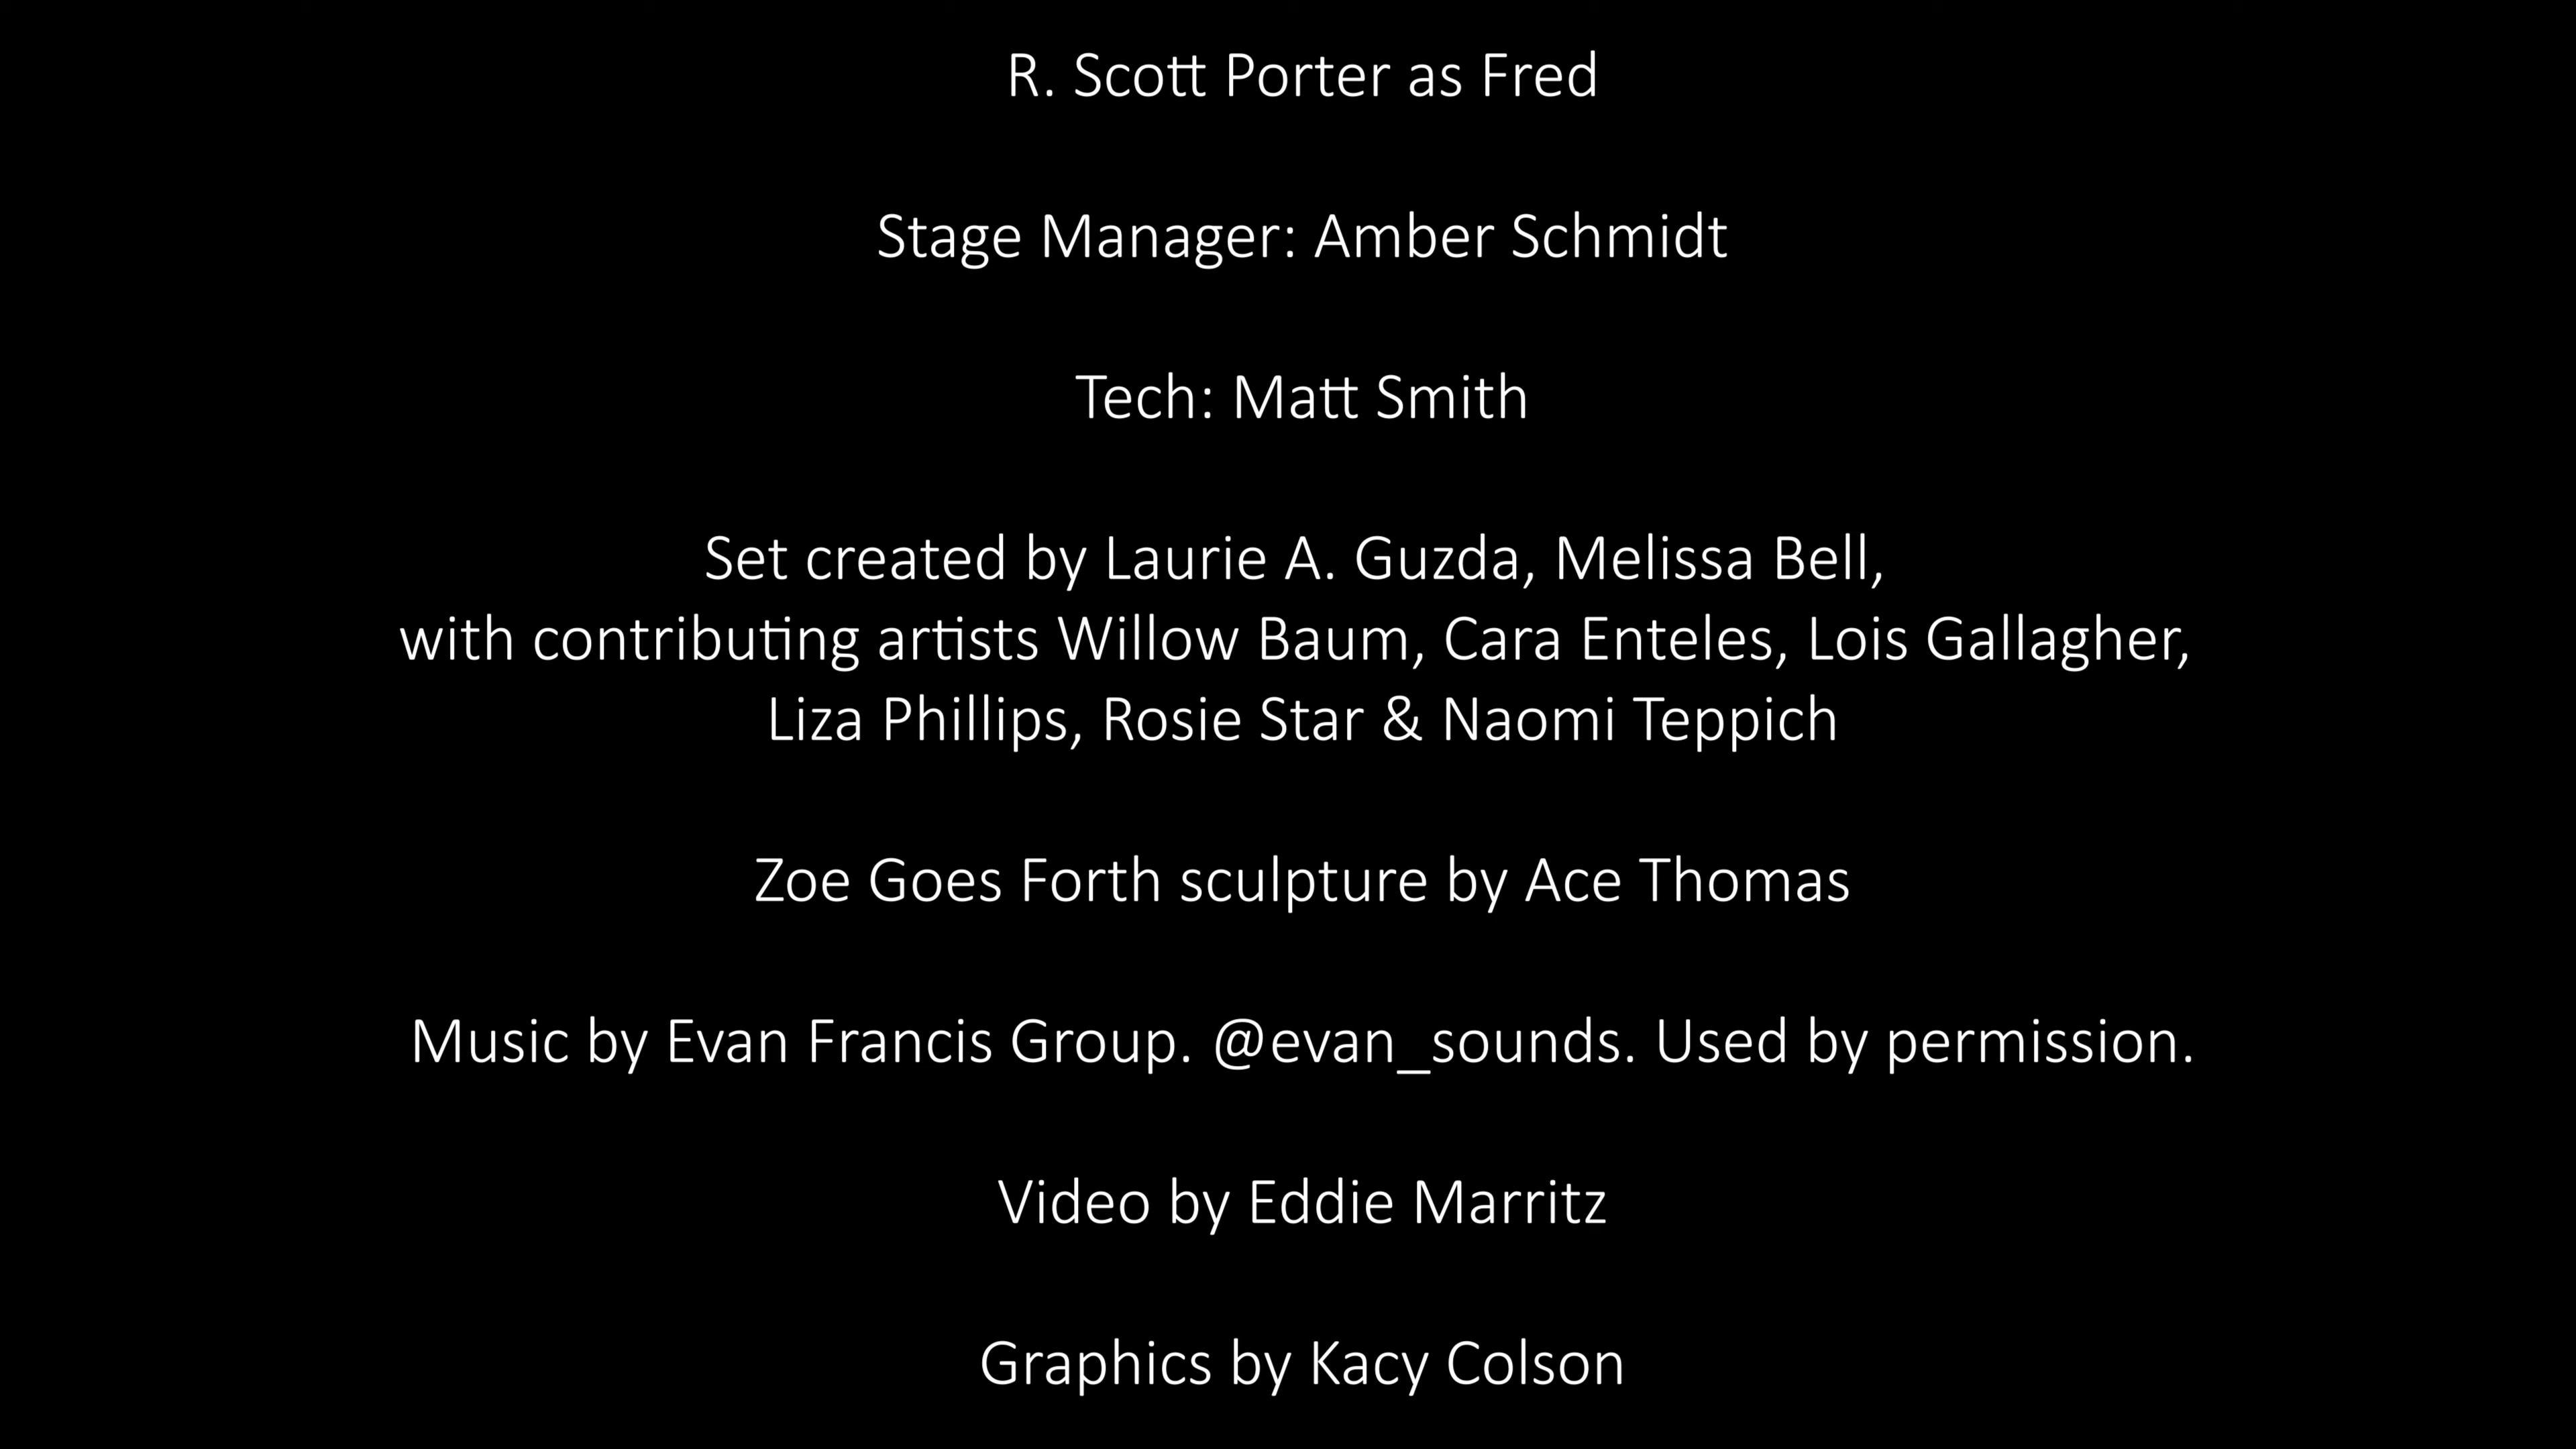 R. Scott Porter as Fred
Stage Manager: Amber Schmidt
Tech: Matt Smith
Set created by Laurie A. Guzda, Melissa Bell,
with contributing artists Willow Baum, Cara Enteles, Lois Gallagher,
Liza Phillips, Rosie Star & Naomi Teppich
Zoe Goes Forth sculpture by Ace Thomas
Music by Evan Francis Group. @evan_sounds. Used by permission.
Video by Eddie Marritz
Graphics by Kacy Colson